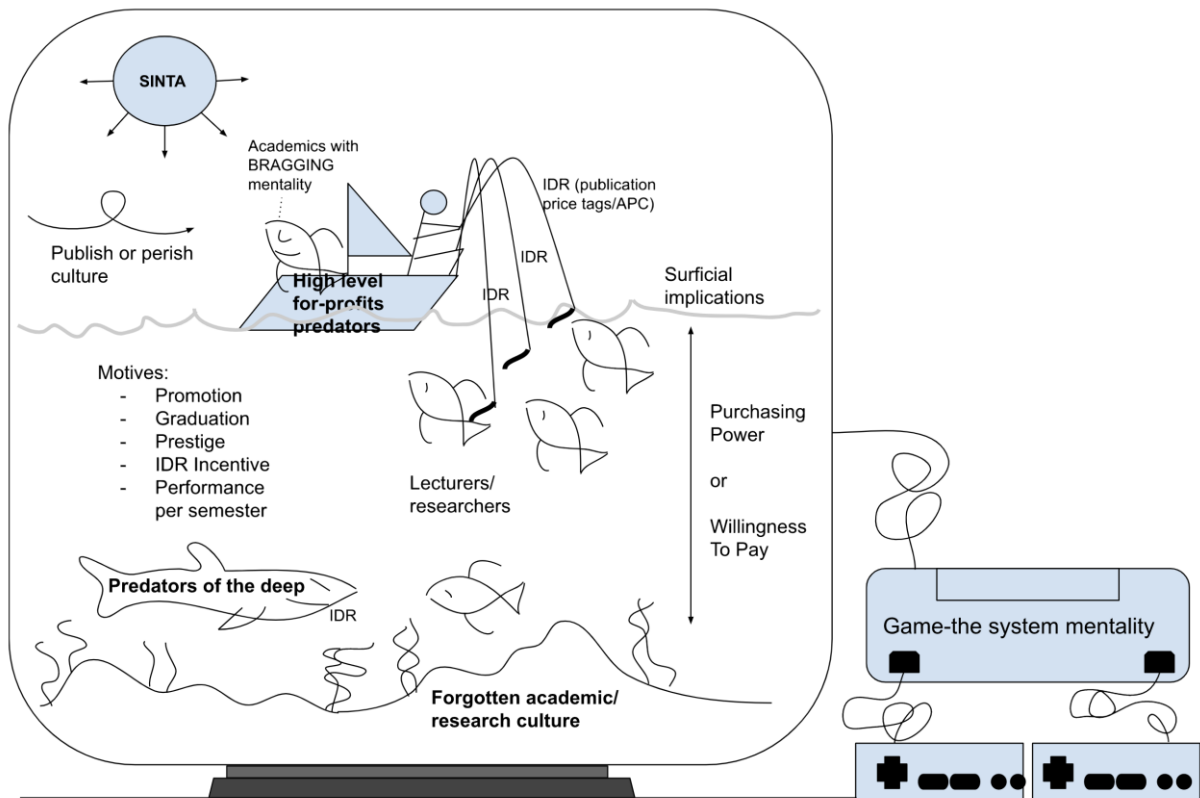 SINTA
Academics with
BRAGGING
mentality
IDR (publication
price tags/APC)
Publish or perish
culture
IDR
IDR
High level
for-profits
predators
Surficial
implications
Motives:
- Promotion
- Graduation
- Prestige
- IDR Incentive
- Performance
per semester
Lecturers/
researchers
Purchasing
Power
or
Willingness
To Pay
Predators of the deep
IDR
Game-the system mentality
Forgotten academic/
research culture